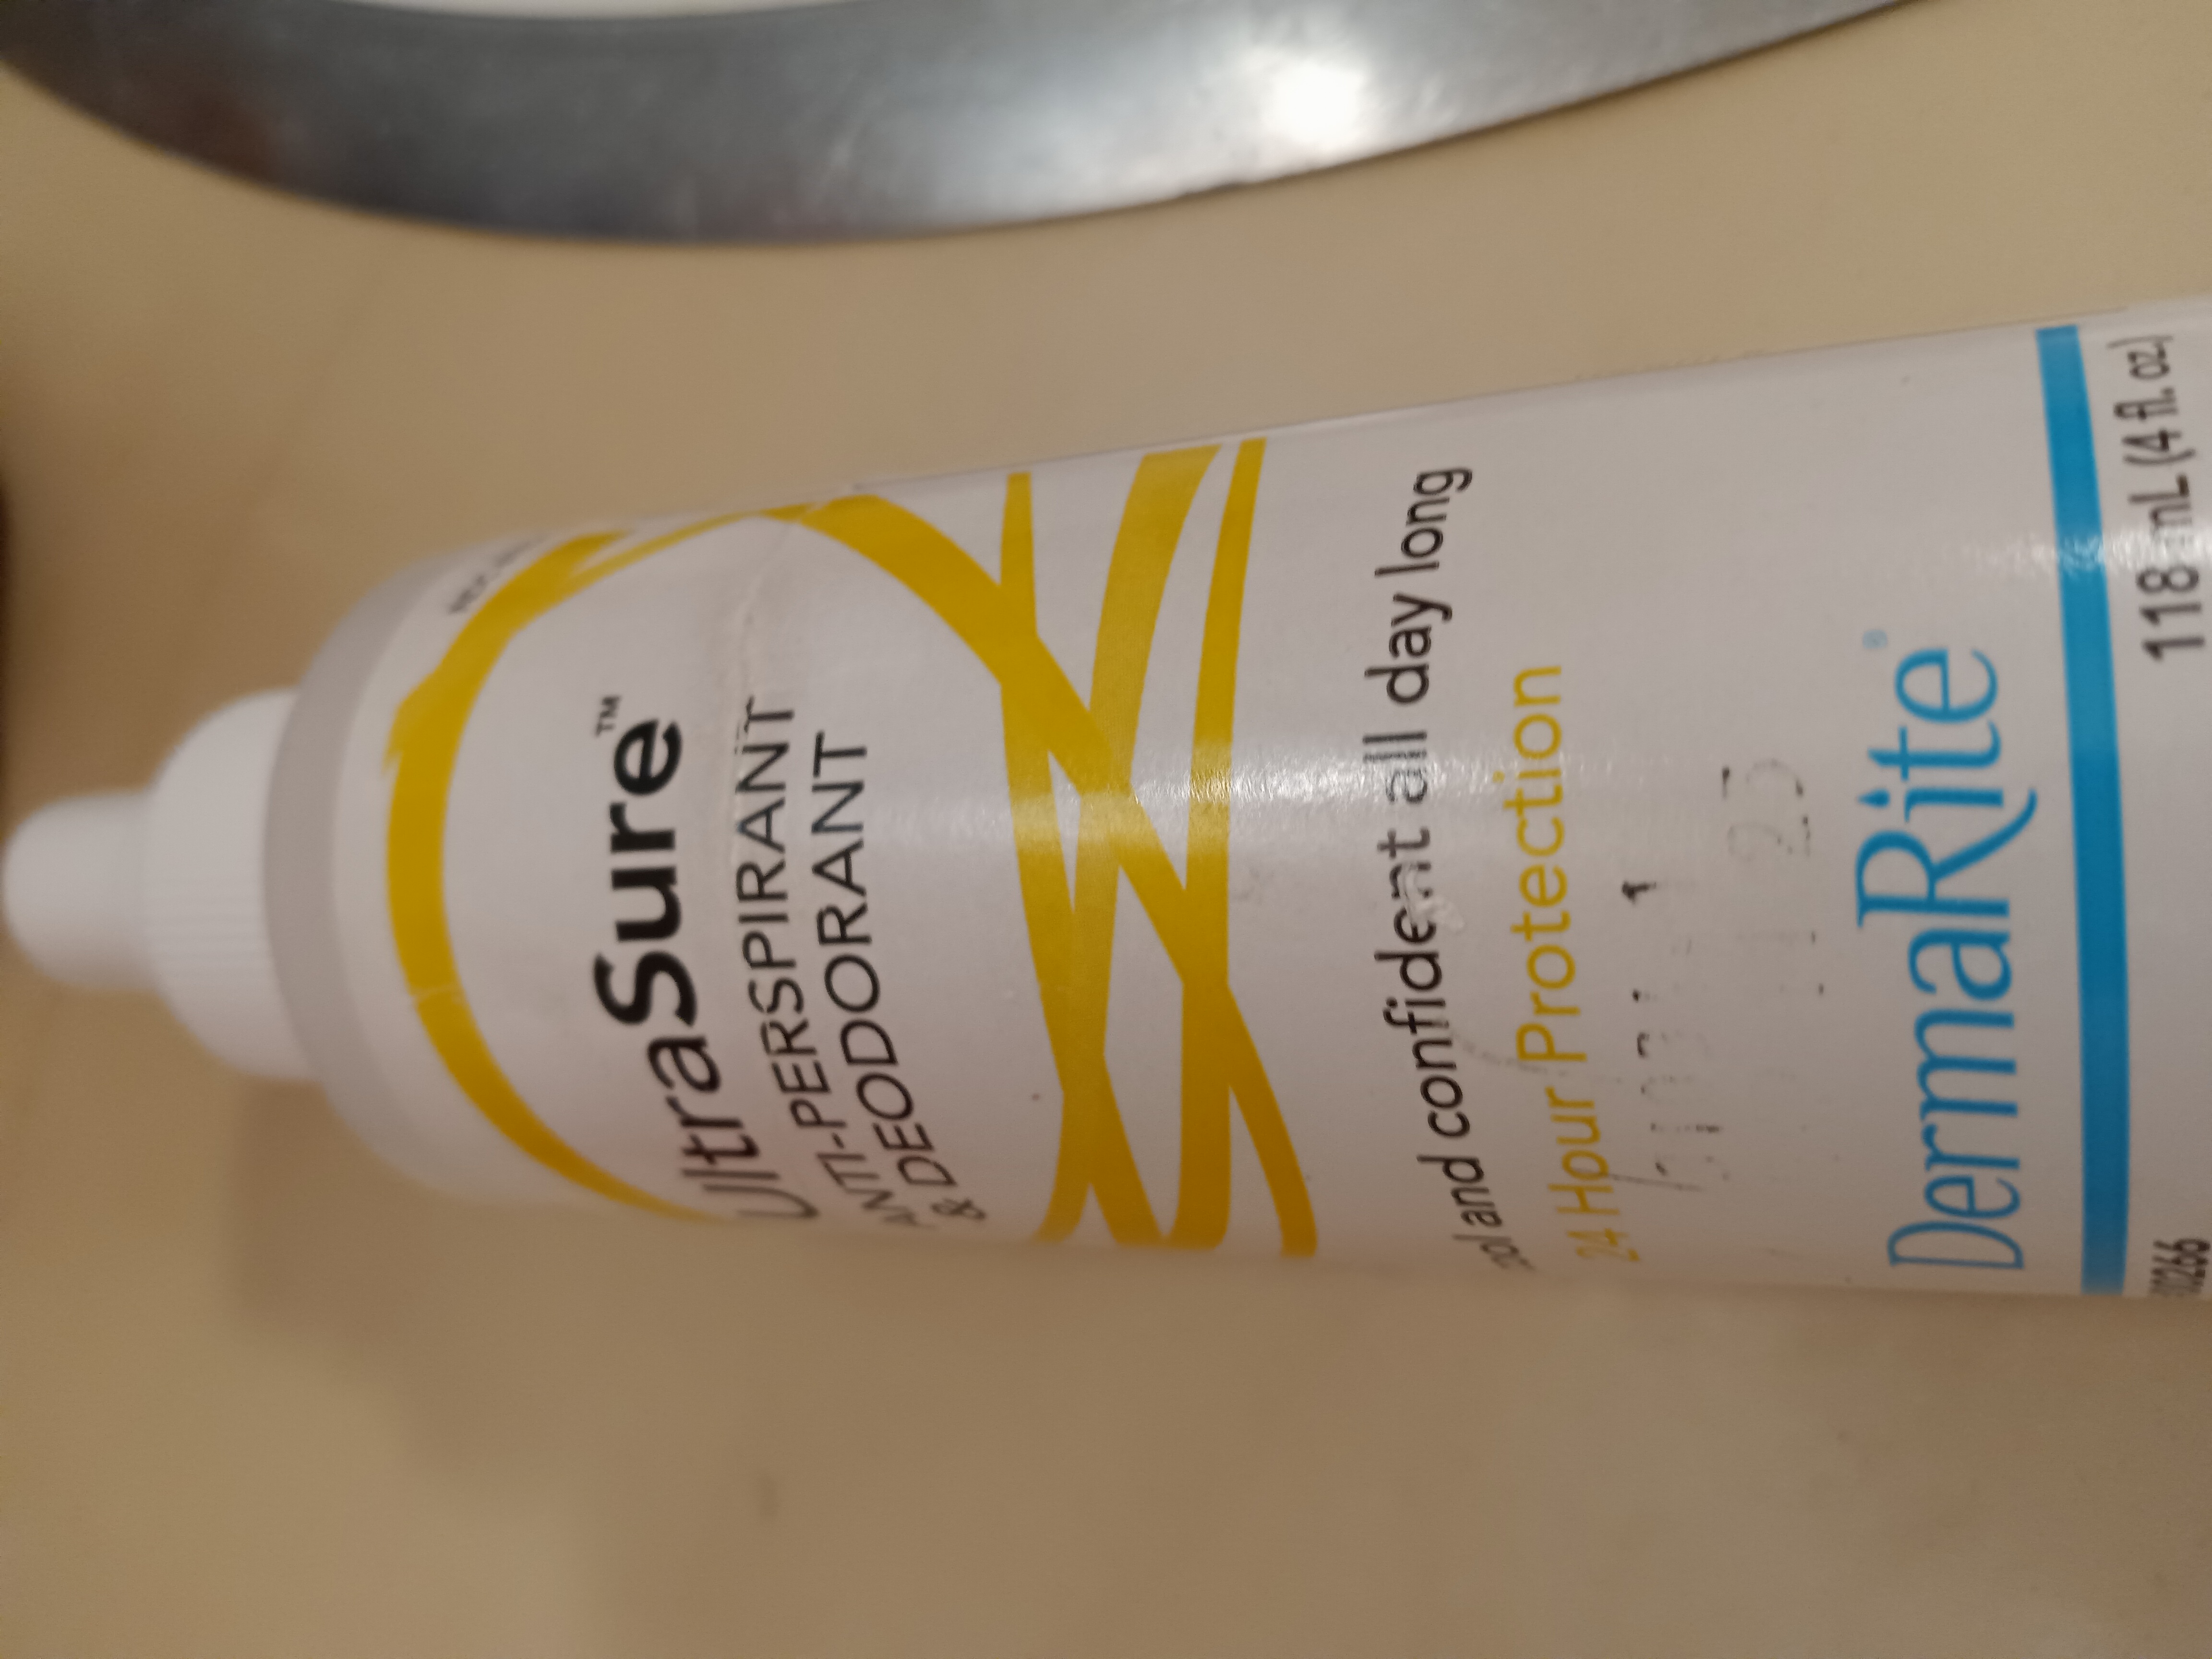 UltraSure™
ANTI-PERSPIRANT
& DEODORANT
and confident all day long
24 Hour Protection
DermaRite®
118 mL (4 fl. oz)